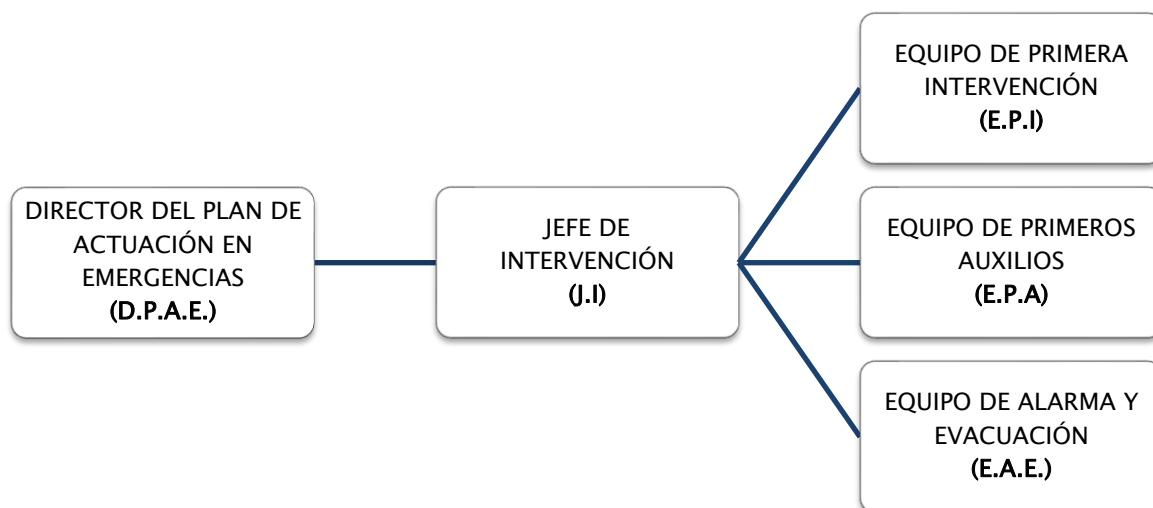 DIRECTOR DEL PLAN DE
ACTUACIÓN EN
EMERGENCIAS
(D.P.A.E.)
JEFE DE
INTERVENCIÓN
(J.I)
EQUIPO DE PRIMERA
INTERVENCIÓN
(E.P.I)
EQUIPO DE PRIMEROS
AUXILIOS
(E.P.A)
EQUIPO DE ALARMA Y
EVACUACIÓN
(E.A.E.)